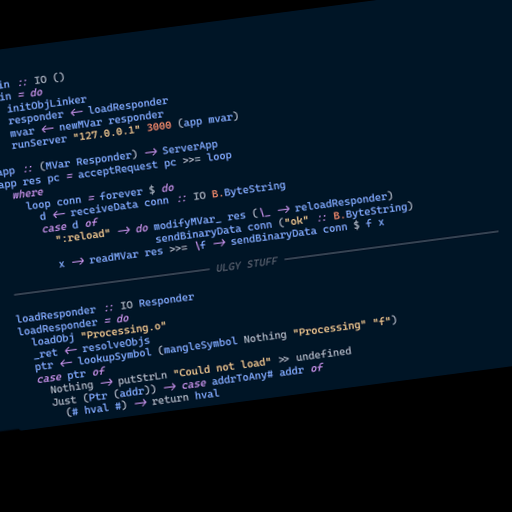 in :: IO ()
in = do
initObjLinker
responder <- loadResponder
mvar <- newMVar responder
runServer "127.0.0.1" 3000 (app mvar)
app :: (MVar Responder) -> ServerApp
app res pc = acceptRequest pc >>= loop
where
loop conn = forever $ do
d <- receiveData conn :: IO B.ByteString
case d of
":reload" -> do modifyMVar_ res (\_ -> reloadResponder)
sendBinaryData conn ("ok" :: B.ByteString)
x -> readMVar res >>= \f -> sendBinaryData conn $ f x
ULGY STUFF
loadResponder :: IO Responder
loadResponder = do
loadObj "Processing.o"
_ret <- resolveObjs
ptr <- lookupSymbol (mangleSymbol Nothing "Processing" "f")
case ptr of
Nothing -> putStrLn "Could not load" >> undefined
Just (Ptr (addr)) -> case addrToAny# addr of
(# hval #) -> return hval